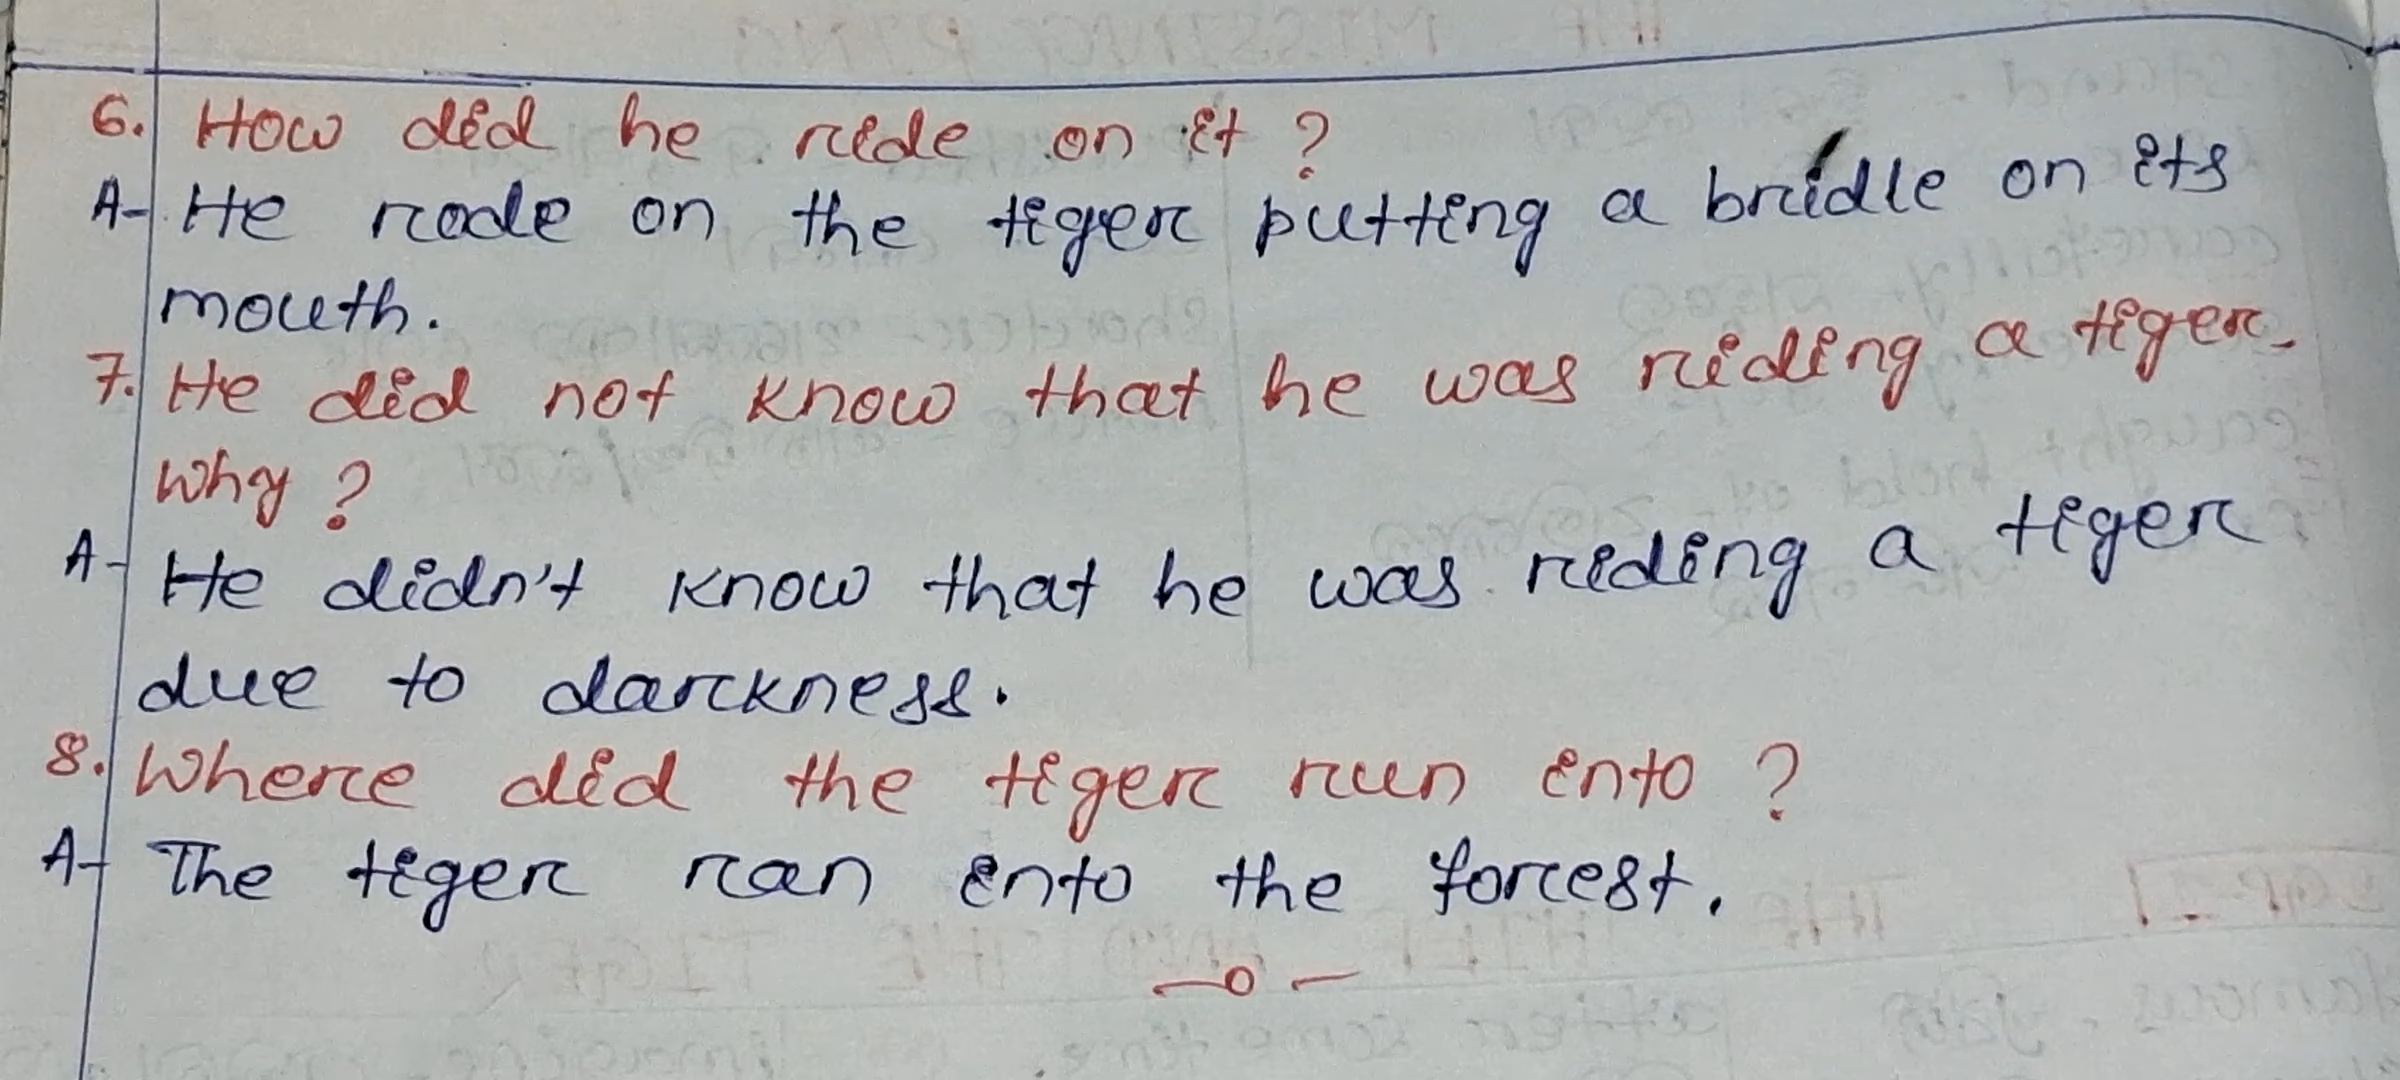 6. How did he ride on it ?
A- He rode on the tiger putting a bridle on its
mouth.
7. He did not know that he was riding a tiger.
Why ?
A- He didn't know that he was riding a tiger
due to darkness.
8. Where did the tiger run into ?
A- The tiger ran into the forest.
—o—